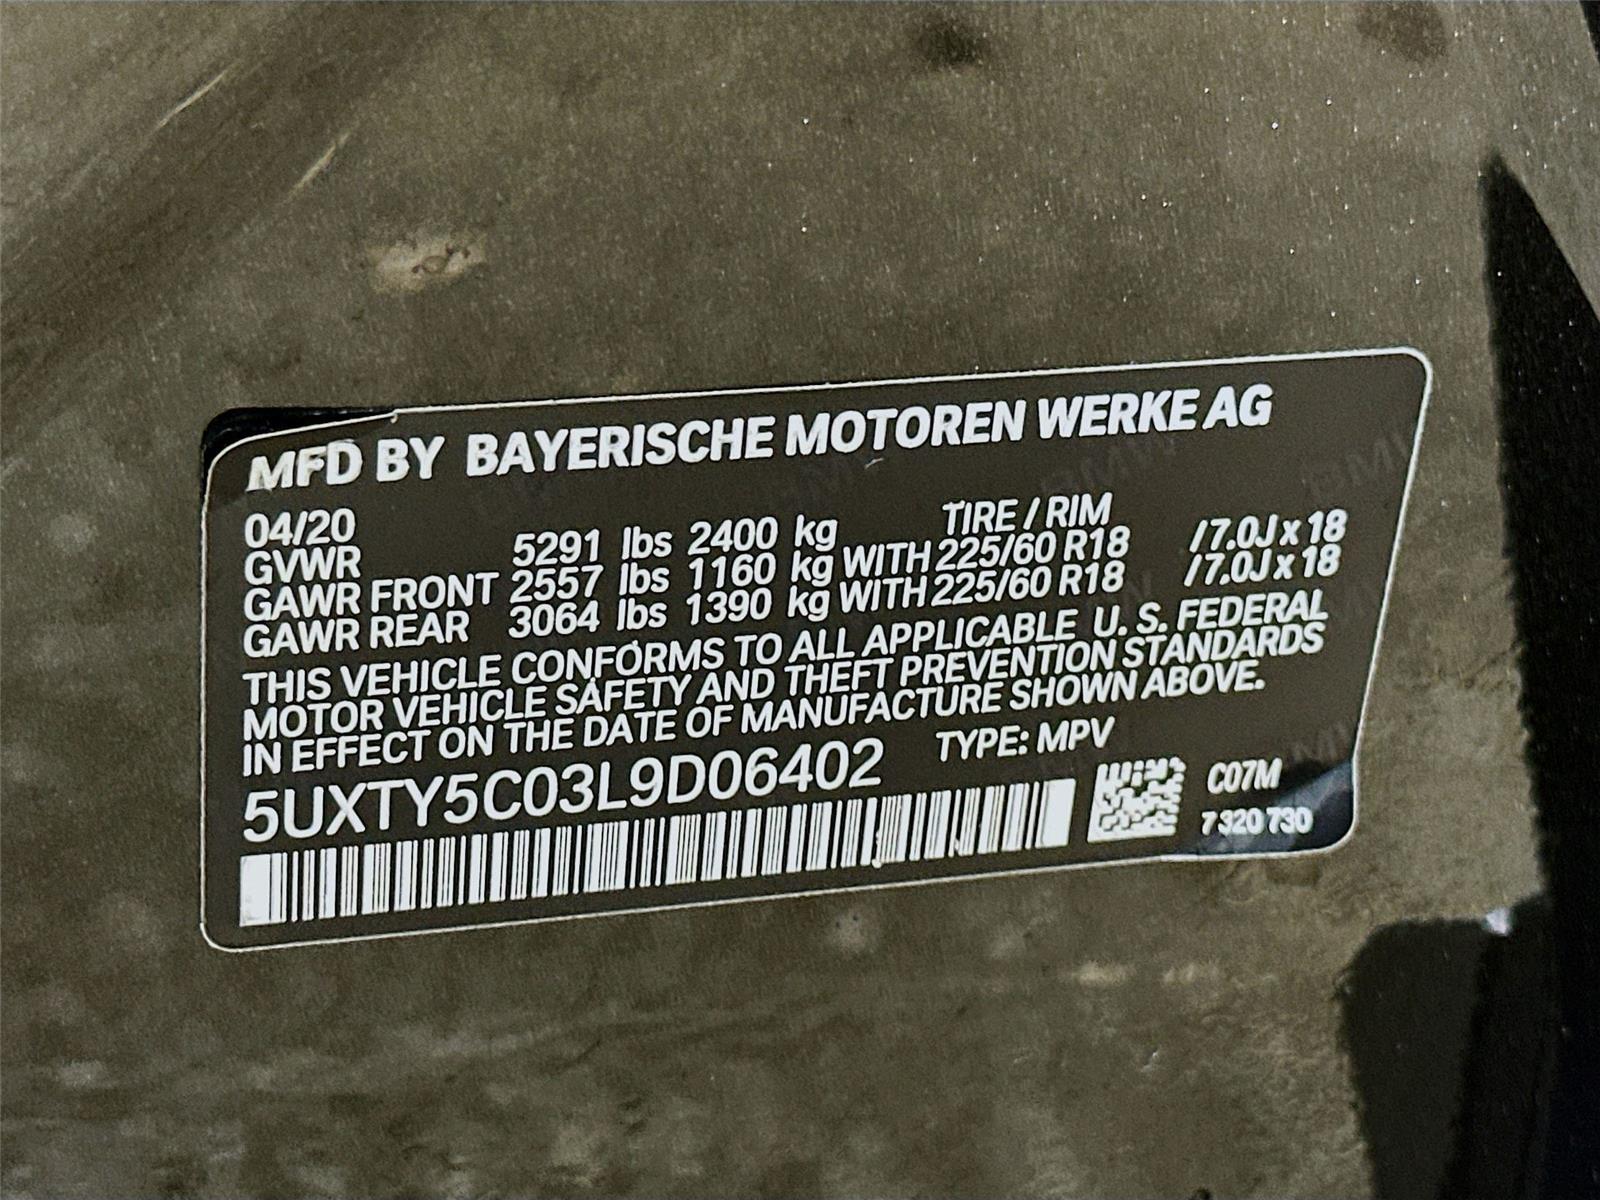 MFD BY BAYERISCHE MOTOREN WERKE AG
04/20 TIRE / RIM
GVWR 5291 lbs 2400 kg
GAWR FRONT 2557 lbs 1160 kg WITH 225/60 R18 /7.0J x 18
GAWR REAR 3064 lbs 1390 kg WITH 225/60 R18 /7.0J x 18
THIS VEHICLE CONFORMS TO ALL APPLICABLE U. S. FEDERAL
MOTOR VEHICLE SAFETY AND THEFT PREVENTION STANDARDS
IN EFFECT ON THE DATE OF MANUFACTURE SHOWN ABOVE.
5UXTY5C03L9D06402 TYPE: MPV
C07M
7 320 730